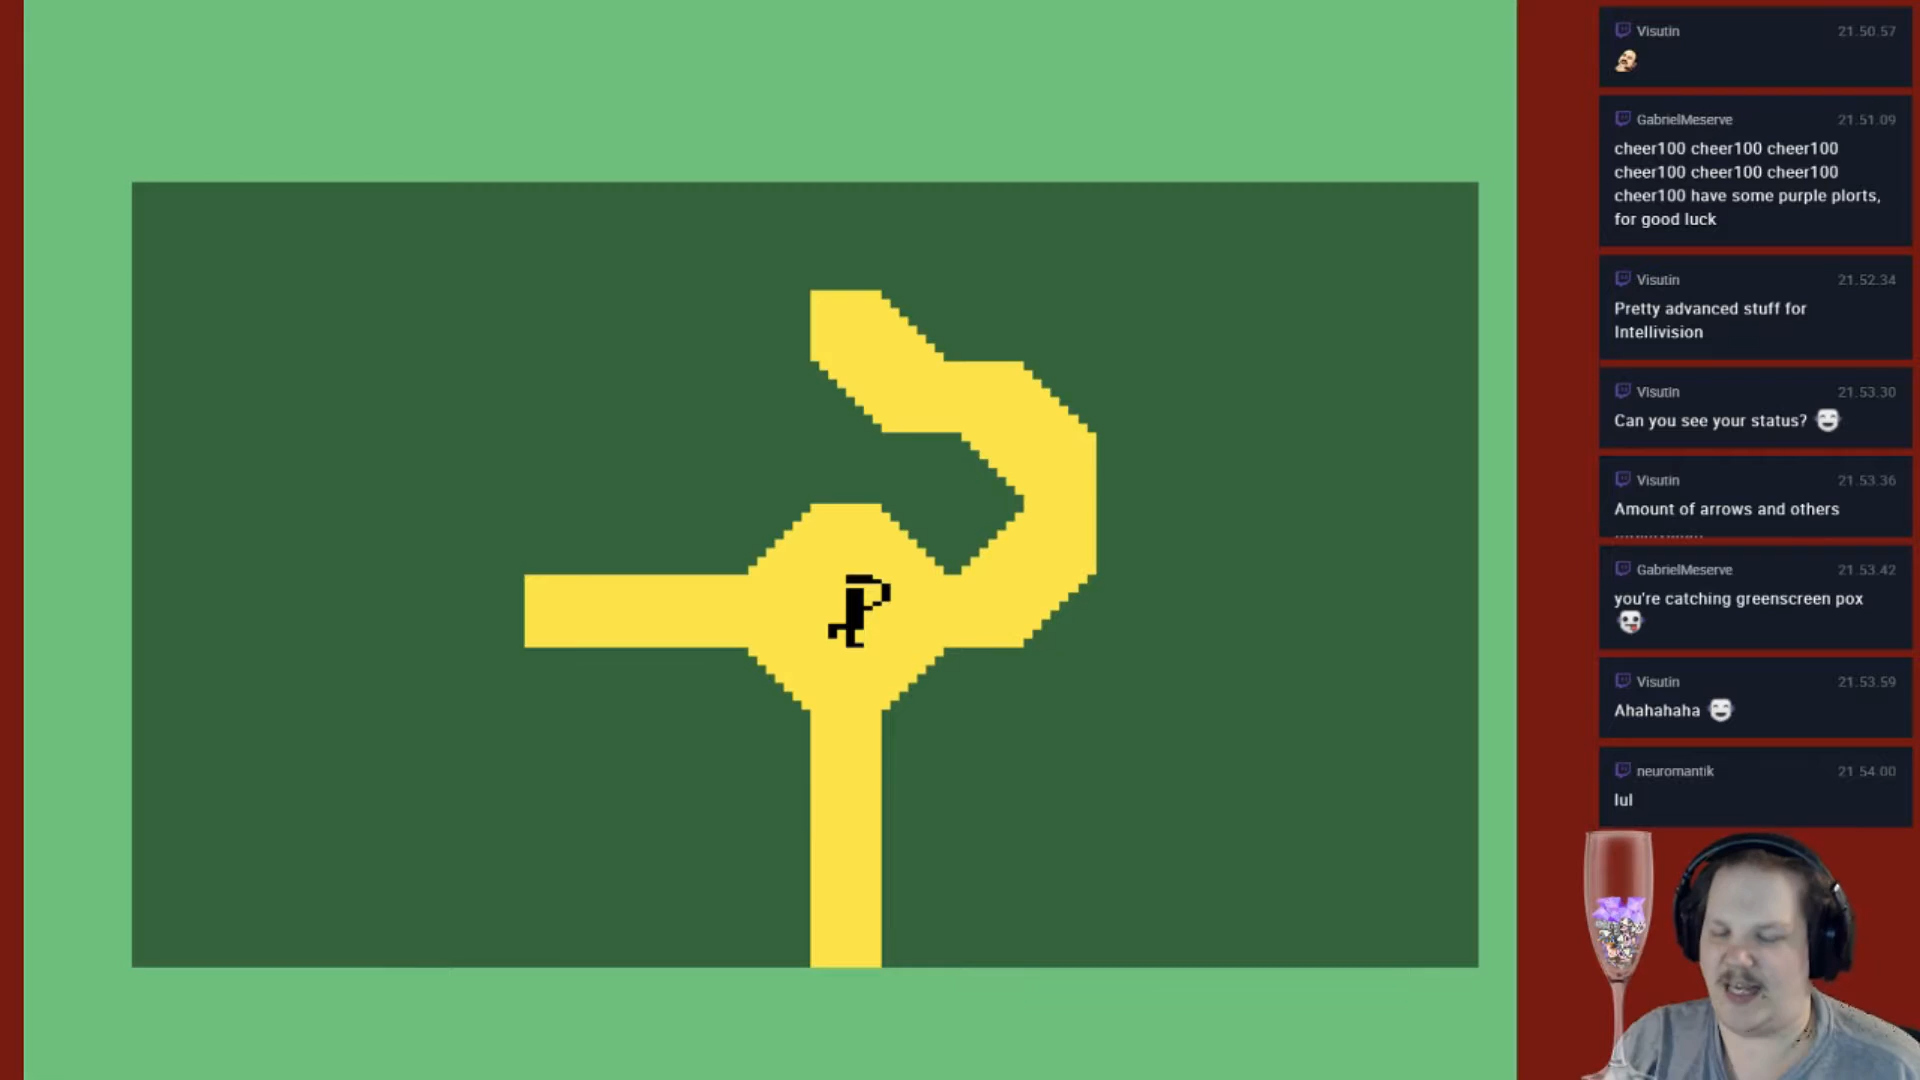 Visutin 21.50.57
GabrielMeserve 21.51.09
cheer100 cheer100 cheer100
cheer100 cheer100 cheer100
cheer100 have some purple plorts,
for good luck
Visutin 21.52.34
Pretty advanced stuff for
Intellivision
Visutin 21.53.30
Can you see your status?
Visutin 21.53.36
Amount of arrows and others
GabrielMeserve 21.53.42
you're catching greenscreen pox
Visutin 21.53.59
Ahahahaha
neuromantik 21.54.00
lul